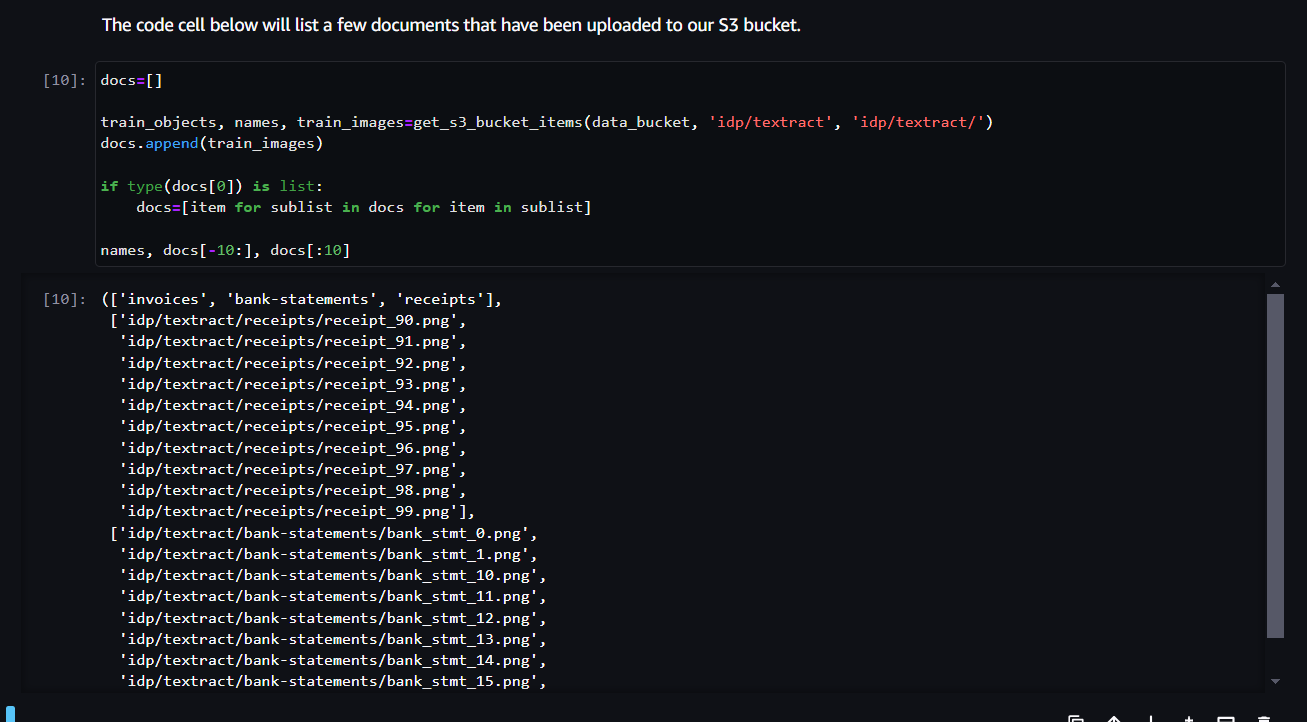 The code cell below will list a few documents that have been uploaded to our S3 bucket.
[10]: docs=[]
train_objects, names, train_images=get_s3_bucket_items(data_bucket, 'idp/textract', 'idp/textract/')
docs.append(train_images)
if type(docs[0]) is list:
    docs=[item for sublist in docs for item in sublist]
names, docs[-10:], docs[:10]
[10]: (['invoices', 'bank-statements', 'receipts'],
['idp/textract/receipts/receipt_90.png',
'idp/textract/receipts/receipt_91.png',
'idp/textract/receipts/receipt_92.png',
'idp/textract/receipts/receipt_93.png',
'idp/textract/receipts/receipt_94.png',
'idp/textract/receipts/receipt_95.png',
'idp/textract/receipts/receipt_96.png',
'idp/textract/receipts/receipt_97.png',
'idp/textract/receipts/receipt_98.png',
'idp/textract/receipts/receipt_99.png'],
['idp/textract/bank-statements/bank_stmt_0.png',
'idp/textract/bank-statements/bank_stmt_1.png',
'idp/textract/bank-statements/bank_stmt_10.png',
'idp/textract/bank-statements/bank_stmt_11.png',
'idp/textract/bank-statements/bank_stmt_12.png',
'idp/textract/bank-statements/bank_stmt_13.png',
'idp/textract/bank-statements/bank_stmt_14.png',
'idp/textract/bank-statements/bank_stmt_15.png',